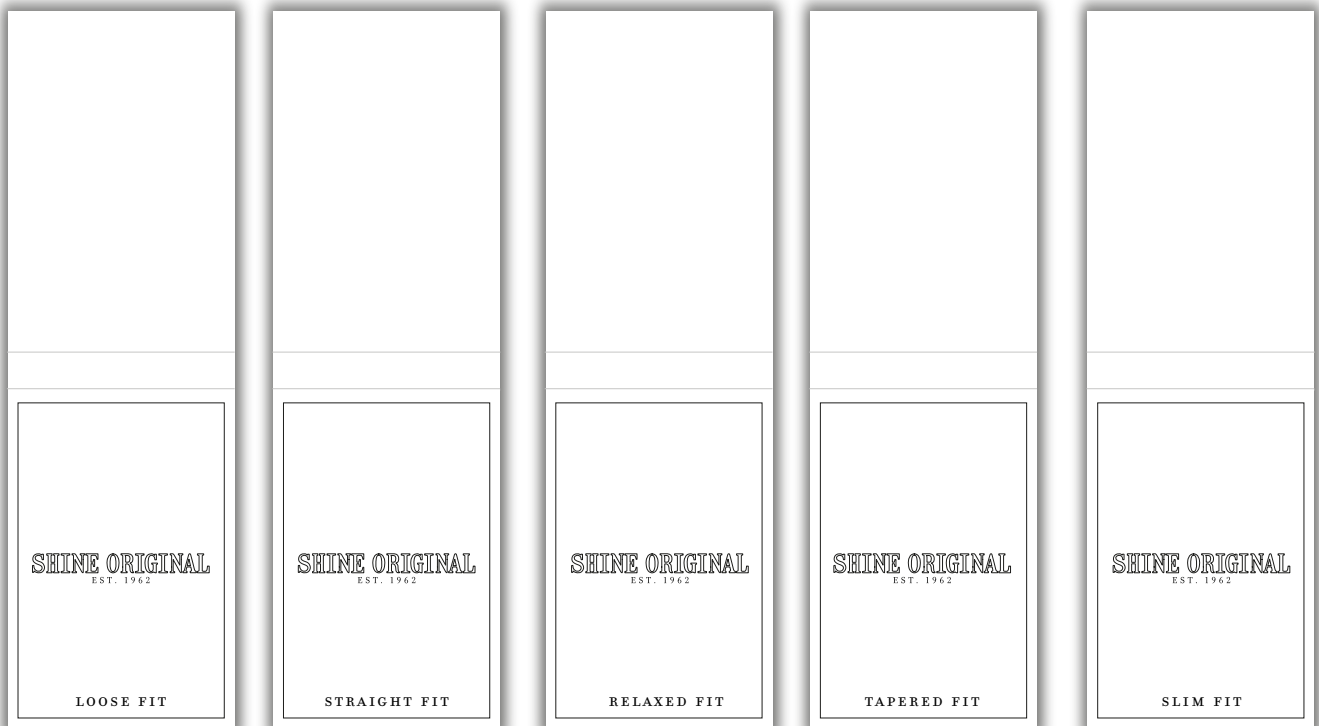 SHINE ORIGINAL
EST. 1962
LOOSE FIT
SHINE ORIGINAL
EST. 1962
STRAIGHT FIT
SHINE ORIGINAL
EST. 1962
RELAXED FIT
SHINE ORIGINAL
EST. 1962
TAPERED FIT
SHINE ORIGINAL
EST. 1962
SLIM FIT